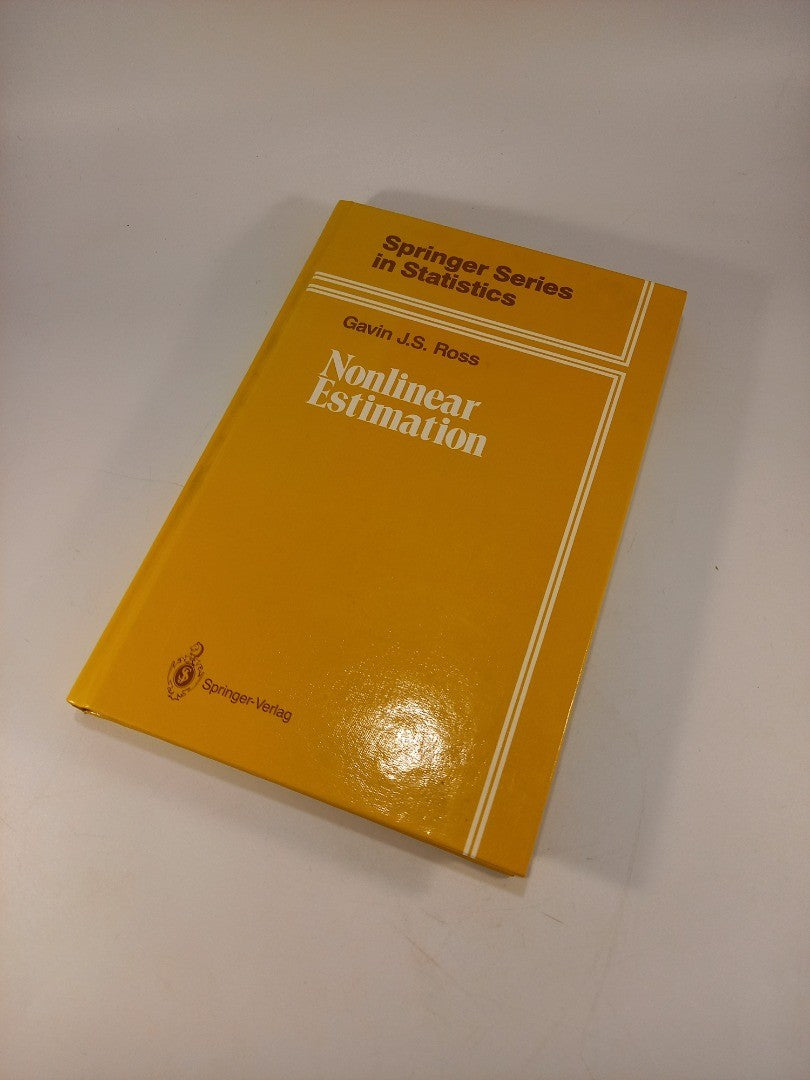 Springer Series
in Statistics
Gavin J.S. Ross
Nonlinear
Estimation
S
Springer-Verlag